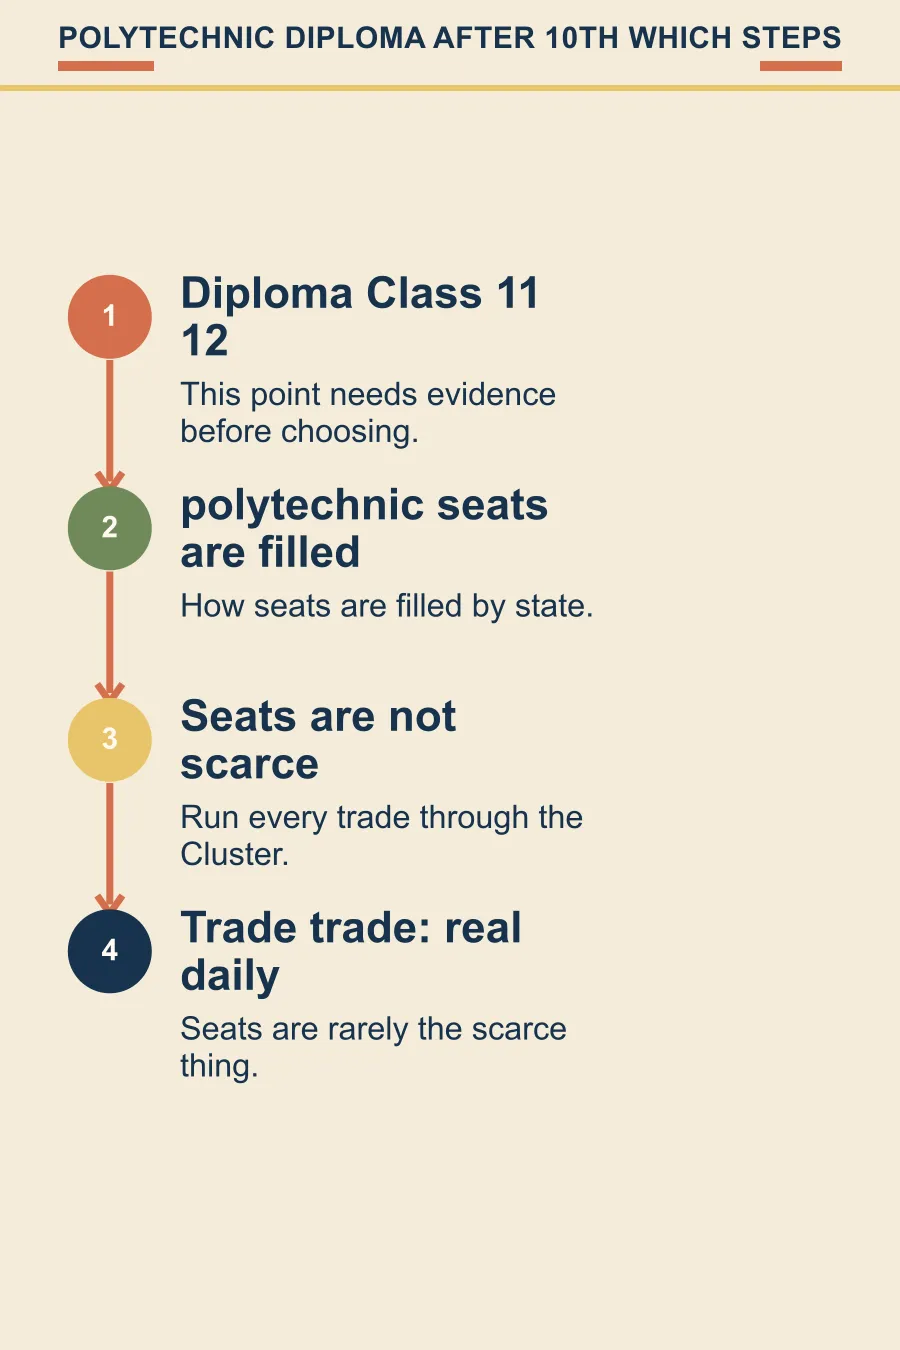 POLYTECHNIC DIPLOMA AFTER 10TH WHICH STEPS
1
Diploma Class 11
12
This point needs evidence
before choosing.
2
polytechnic seats
are filled
How seats are filled by state.
3
Seats are not
scarce
Run every trade through the
Cluster.
4
Trade trade: real
daily
Seats are rarely the scarce
thing.